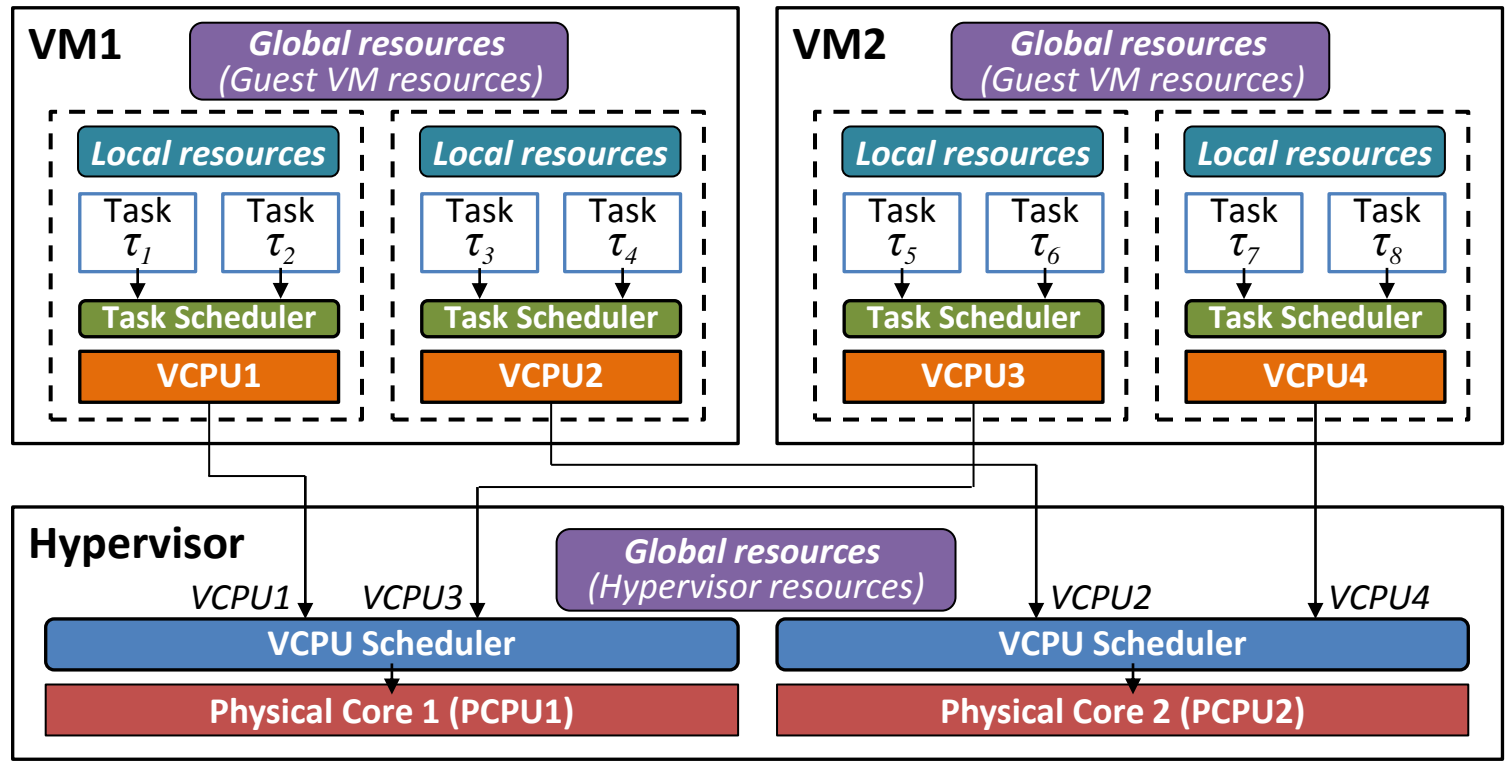 VM1
Global resources
(Guest VM resources)
Local resources
Local resources
Task
τ1
Task
τ2
Task
τ3
Task
τ4
Task Scheduler
Task Scheduler
VCPU1
VCPU2
VM2
Global resources
(Guest VM resources)
Local resources
Local resources
Task
τ5
Task
τ6
Task
τ7
Task
τ8
Task Scheduler
Task Scheduler
VCPU3
VCPU4
Hypervisor
Global resources
(Hypervisor resources)
VCPU1
VCPU3
VCPU2
VCPU4
VCPU Scheduler
VCPU Scheduler
Physical Core 1 (PCPU1)
Physical Core 2 (PCPU2)